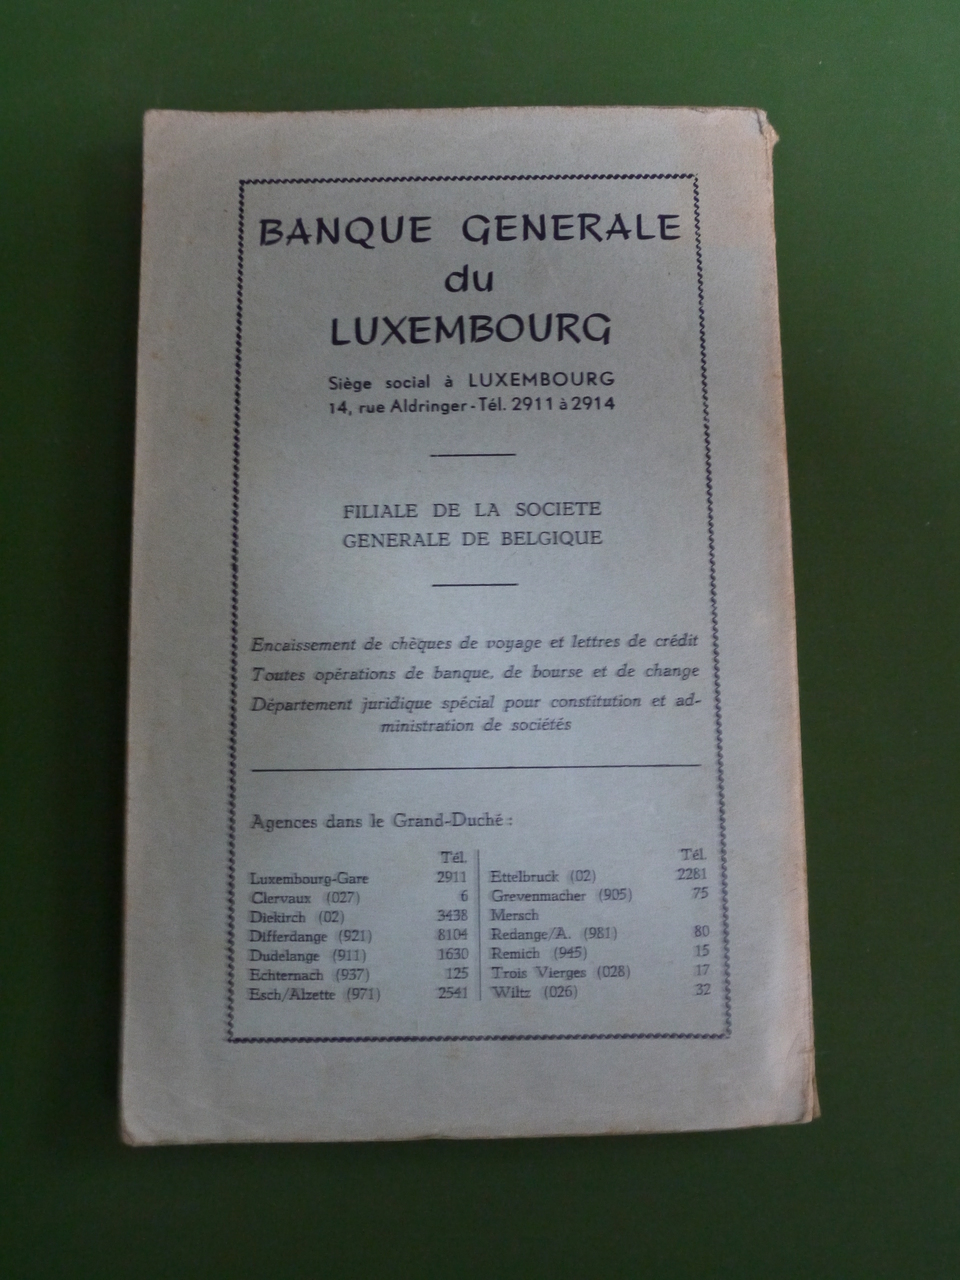 BANQUE GENERALE
du
LUXEMBOURG
Siège social à LUXEMBOURG
14, rue Aldringer - Tél. 2911 à 2914
FILIALE DE LA SOCIETE
GENERALE DE BELGIQUE
Encaissement de chèques de voyage et lettres de crédit
Toutes opérations de banque, de bourse et de change
Département juridique spécial pour constitution et ad-
ministration de sociétés
Agences dans le Grand-Duché :
Tél.
Luxembourg-Gare 2911
Clervaux (027) 6
Diekirch (02) 3438
Differdange (921) 8104
Dudelange (911) 1630
Echternach (937) 125
Esch/Alzette (971) 2541
Tél.
Ettelbruck (02) 2281
Grevenmacher (905) 75
Mersch
Redange/A. (981) 80
Remich (945) 15
Trois Vierges (028) 17
Wiltz (026) 32